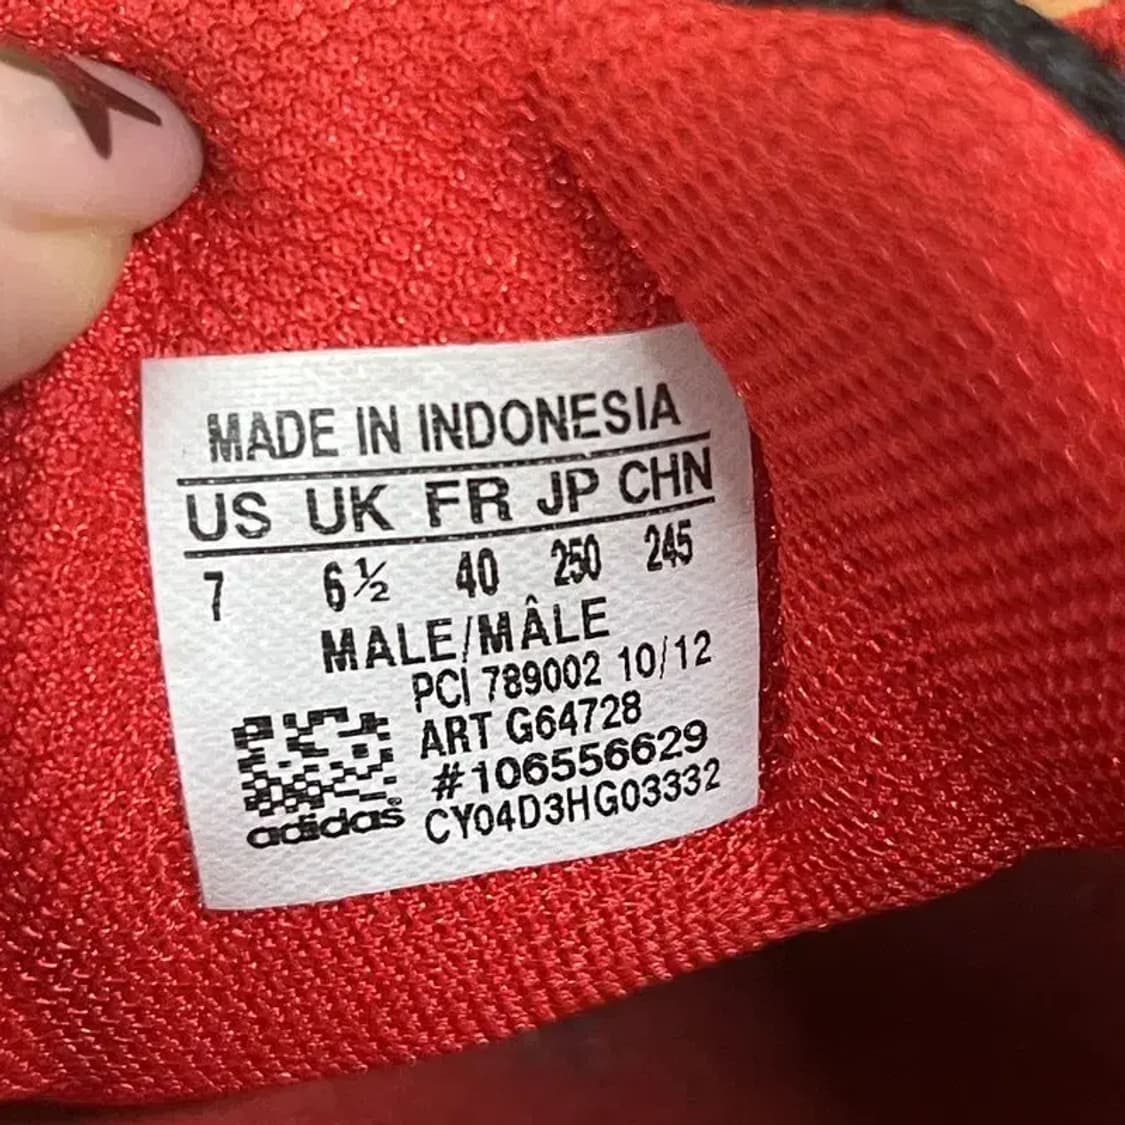 MADE IN INDONESIA
US UK FR JP CHN
7 6½ 40 250 245
MALE/MÂLE
PCI 789002 10/12
ART G64728
#106556629
adidas® CY04D3HG03332